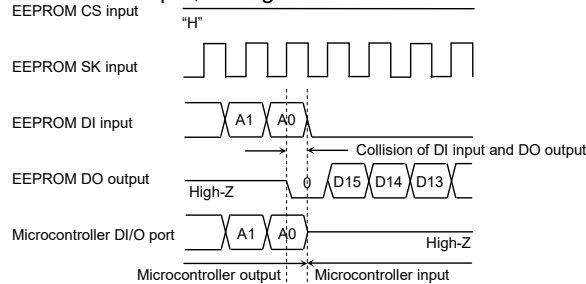 EEPROM CS input
“H”
EEPROM SK input
EEPROM DI input
A1
A0
Collision of DI input and DO output
EEPROM DO output
High-Z
0
D15
D14
D13
Microcontroller DI/O port
A1
A0
High-Z
Microcontroller output
Microcontroller input